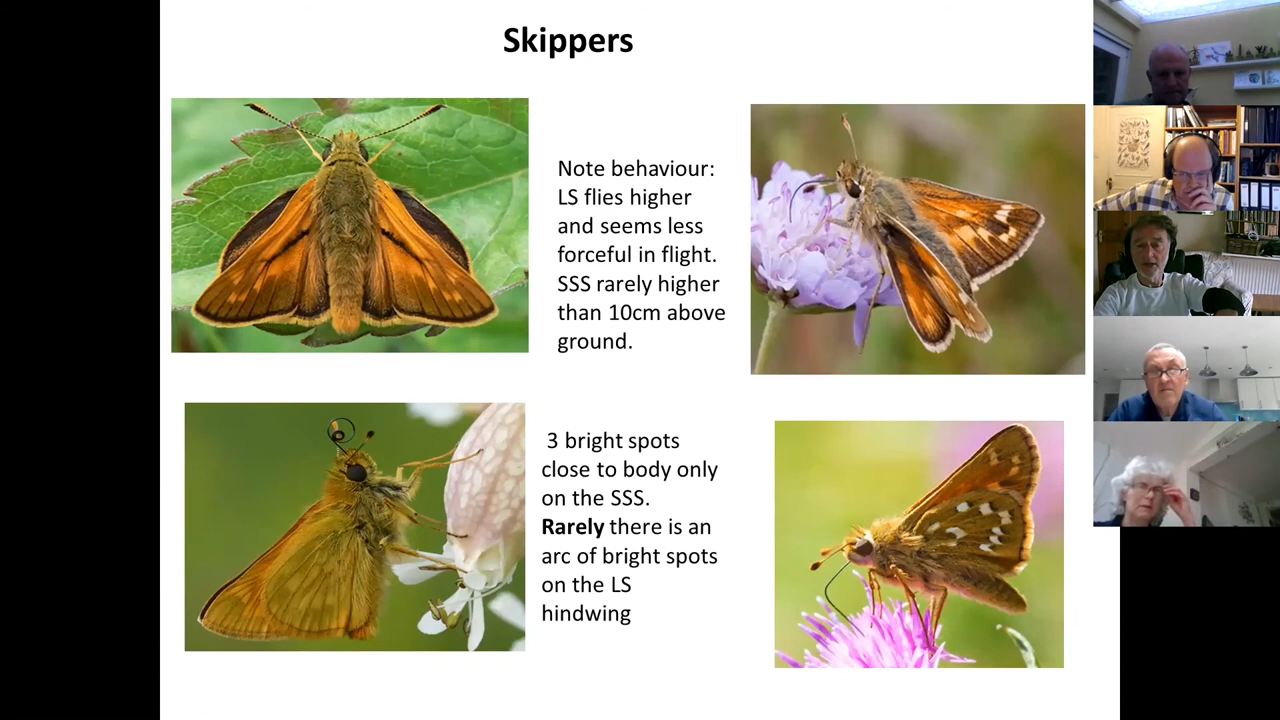 Skippers
Note behaviour:
LS flies higher
and seems less
forceful in flight.
SSS rarely higher
than 10cm above
ground.
3 bright spots
close to body only
on the SSS.
Rarely there is an
arc of bright spots
on the LS
hindwing